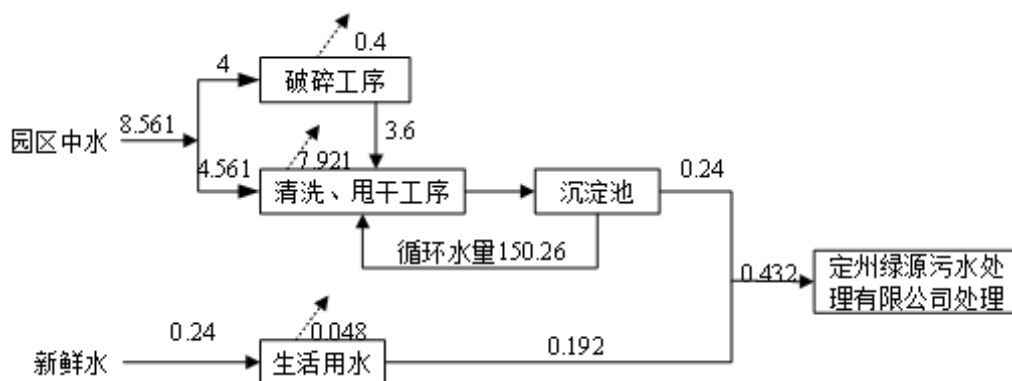 0.4
4
破碎工序
8.561
园区中水
3.6
4.561
7.921
0.24
清洗、甩干工序
沉淀池
循环水量150.26
0.432
定州绿源污水处
理有限公司处理
0.24
0.048
0.192
新鲜水
生活用水